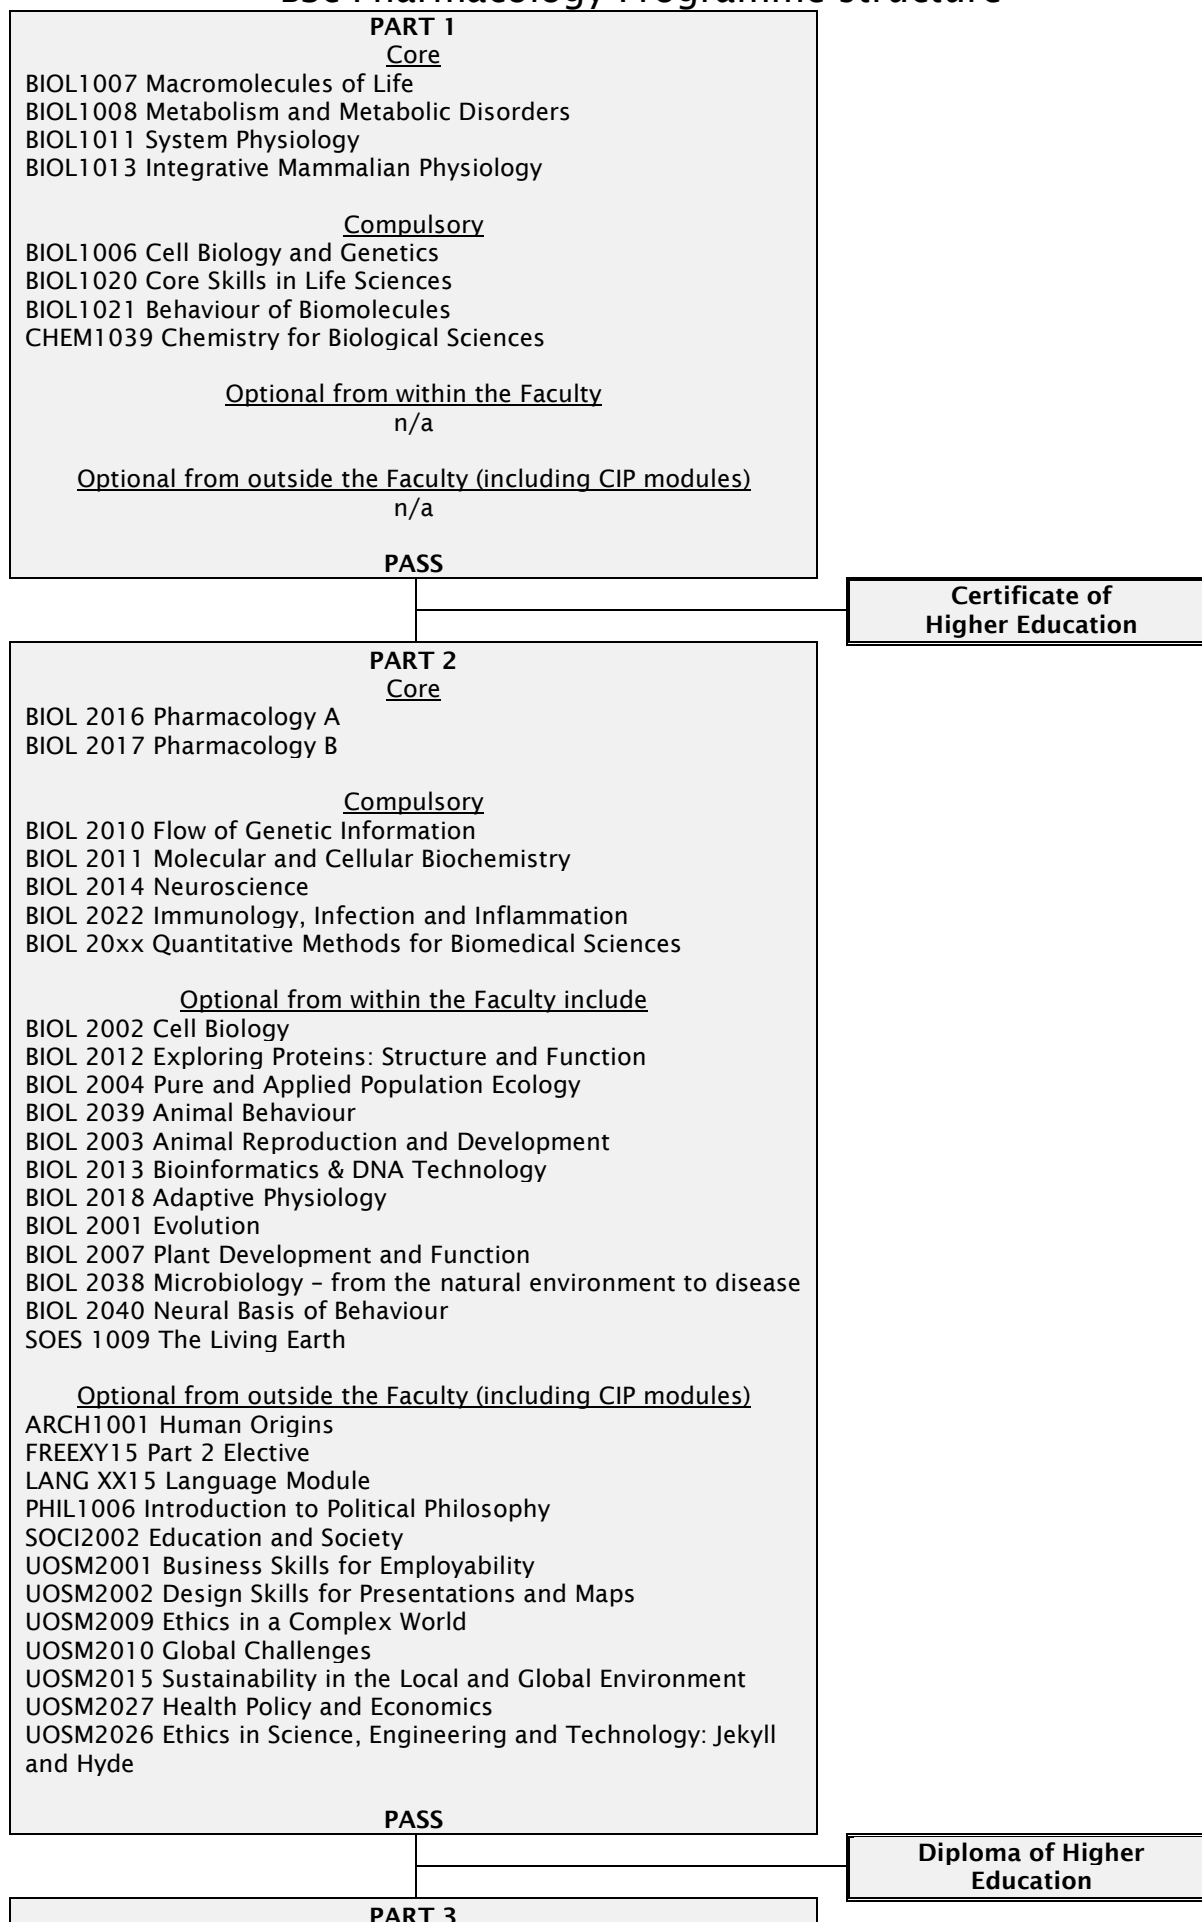 BSc Pharmacology Programme structure
PART 1
Core
BIOL1007 Macromolecules of Life
BIOL1008 Metabolism and Metabolic Disorders
BIOL1011 System Physiology
BIOL1013 Integrative Mammalian Physiology
Compulsory
BIOL1006 Cell Biology and Genetics
BIOL1020 Core Skills in Life Sciences
BIOL1021 Behaviour of Biomolecules
CHEM1039 Chemistry for Biological Sciences
Optional from within the Faculty
n/a
Optional from outside the Faculty (including CIP modules)
n/a
PASS
Certificate of
Higher Education
PART 2
Core
BIOL 2016 Pharmacology A
BIOL 2017 Pharmacology B
Compulsory
BIOL 2010 Flow of Genetic Information
BIOL 2011 Molecular and Cellular Biochemistry
BIOL 2014 Neuroscience
BIOL 2022 Immunology, Infection and Inflammation
BIOL 20xx Quantitative Methods for Biomedical Sciences
Optional from within the Faculty include
BIOL 2002 Cell Biology
BIOL 2012 Exploring Proteins: Structure and Function
BIOL 2004 Pure and Applied Population Ecology
BIOL 2039 Animal Behaviour
BIOL 2003 Animal Reproduction and Development
BIOL 2013 Bioinformatics & DNA Technology
BIOL 2018 Adaptive Physiology
BIOL 2001 Evolution
BIOL 2007 Plant Development and Function
BIOL 2038 Microbiology – from the natural environment to disease
BIOL 2040 Neural Basis of Behaviour
SOES 1009 The Living Earth
Optional from outside the Faculty (including CIP modules)
ARCH1001 Human Origins
FREEXY15 Part 2 Elective
LANG XX15 Language Module
PHIL1006 Introduction to Political Philosophy
SOCI2002 Education and Society
UOSM2001 Business Skills for Employability
UOSM2002 Design Skills for Presentations and Maps
UOSM2009 Ethics in a Complex World
UOSM2010 Global Challenges
UOSM2015 Sustainability in the Local and Global Environment
UOSM2027 Health Policy and Economics
UOSM2026 Ethics in Science, Engineering and Technology: Jekyll
and Hyde
PASS
Diploma of Higher
Education
PART 3